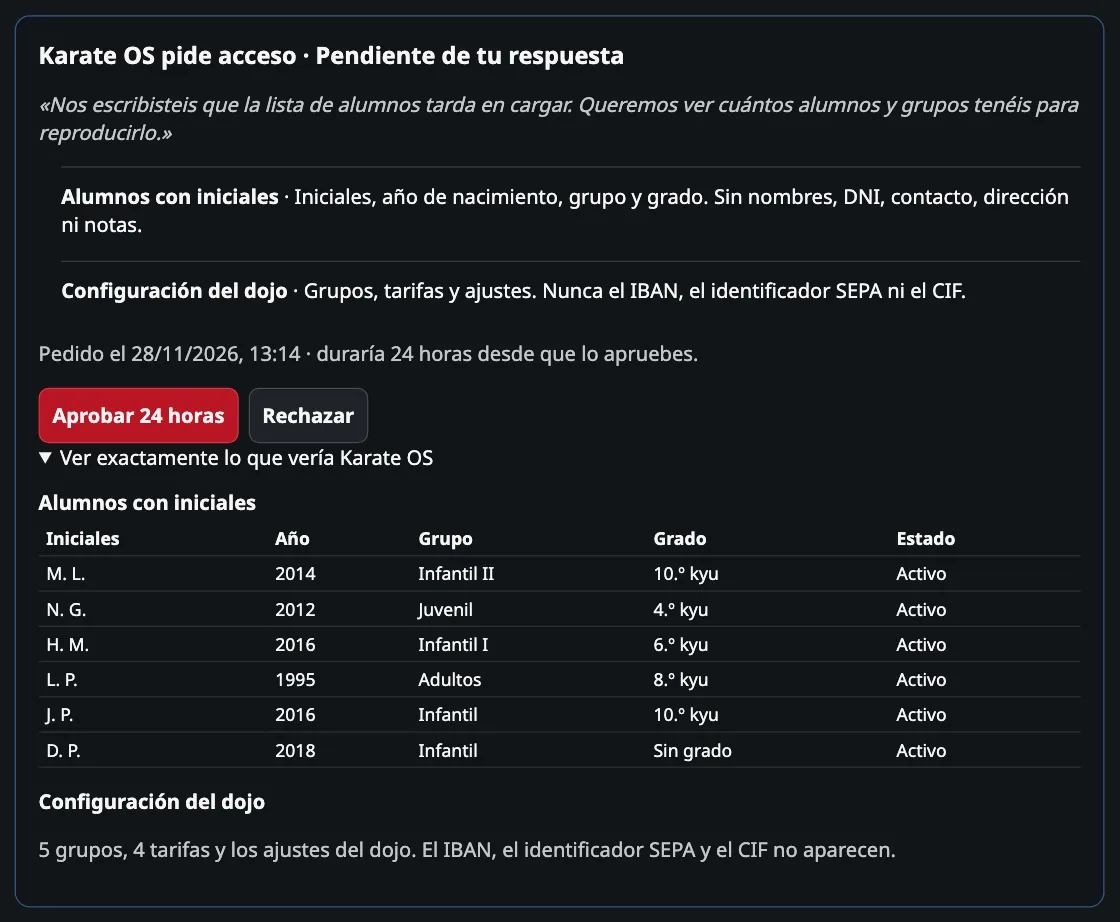 Karate OS pide acceso · Pendiente de tu respuesta
«Nos escribisteis que la lista de alumnos tarda en cargar. Queremos ver cuántos alumnos y grupos tenéis para
reproducirlo.»
Alumnos con iniciales · Iniciales, año de nacimiento, grupo y grado. Sin nombres, DNI, contacto, dirección
ni notas.
Configuración del dojo · Grupos, tarifas y ajustes. Nunca el IBAN, el identificador SEPA ni el CIF.
Pedido el 28/11/2026, 13:14 · duraría 24 horas desde que lo apruebes.
Aprobar 24 horas Rechazar
▼ Ver exactamente lo que vería Karate OS
Alumnos con iniciales
Iniciales Año Grupo Grado Estado
M. L. 2014 Infantil II 10.º kyu Activo
N. G. 2012 Juvenil 4.º kyu Activo
H. M. 2016 Infantil I 6.º kyu Activo
L. P. 1995 Adultos 8.º kyu Activo
J. P. 2016 Infantil 10.º kyu Activo
D. P. 2018 Infantil Sin grado Activo
Configuración del dojo
5 grupos, 4 tarifas y los ajustes del dojo. El IBAN, el identificador SEPA y el CIF no aparecen.